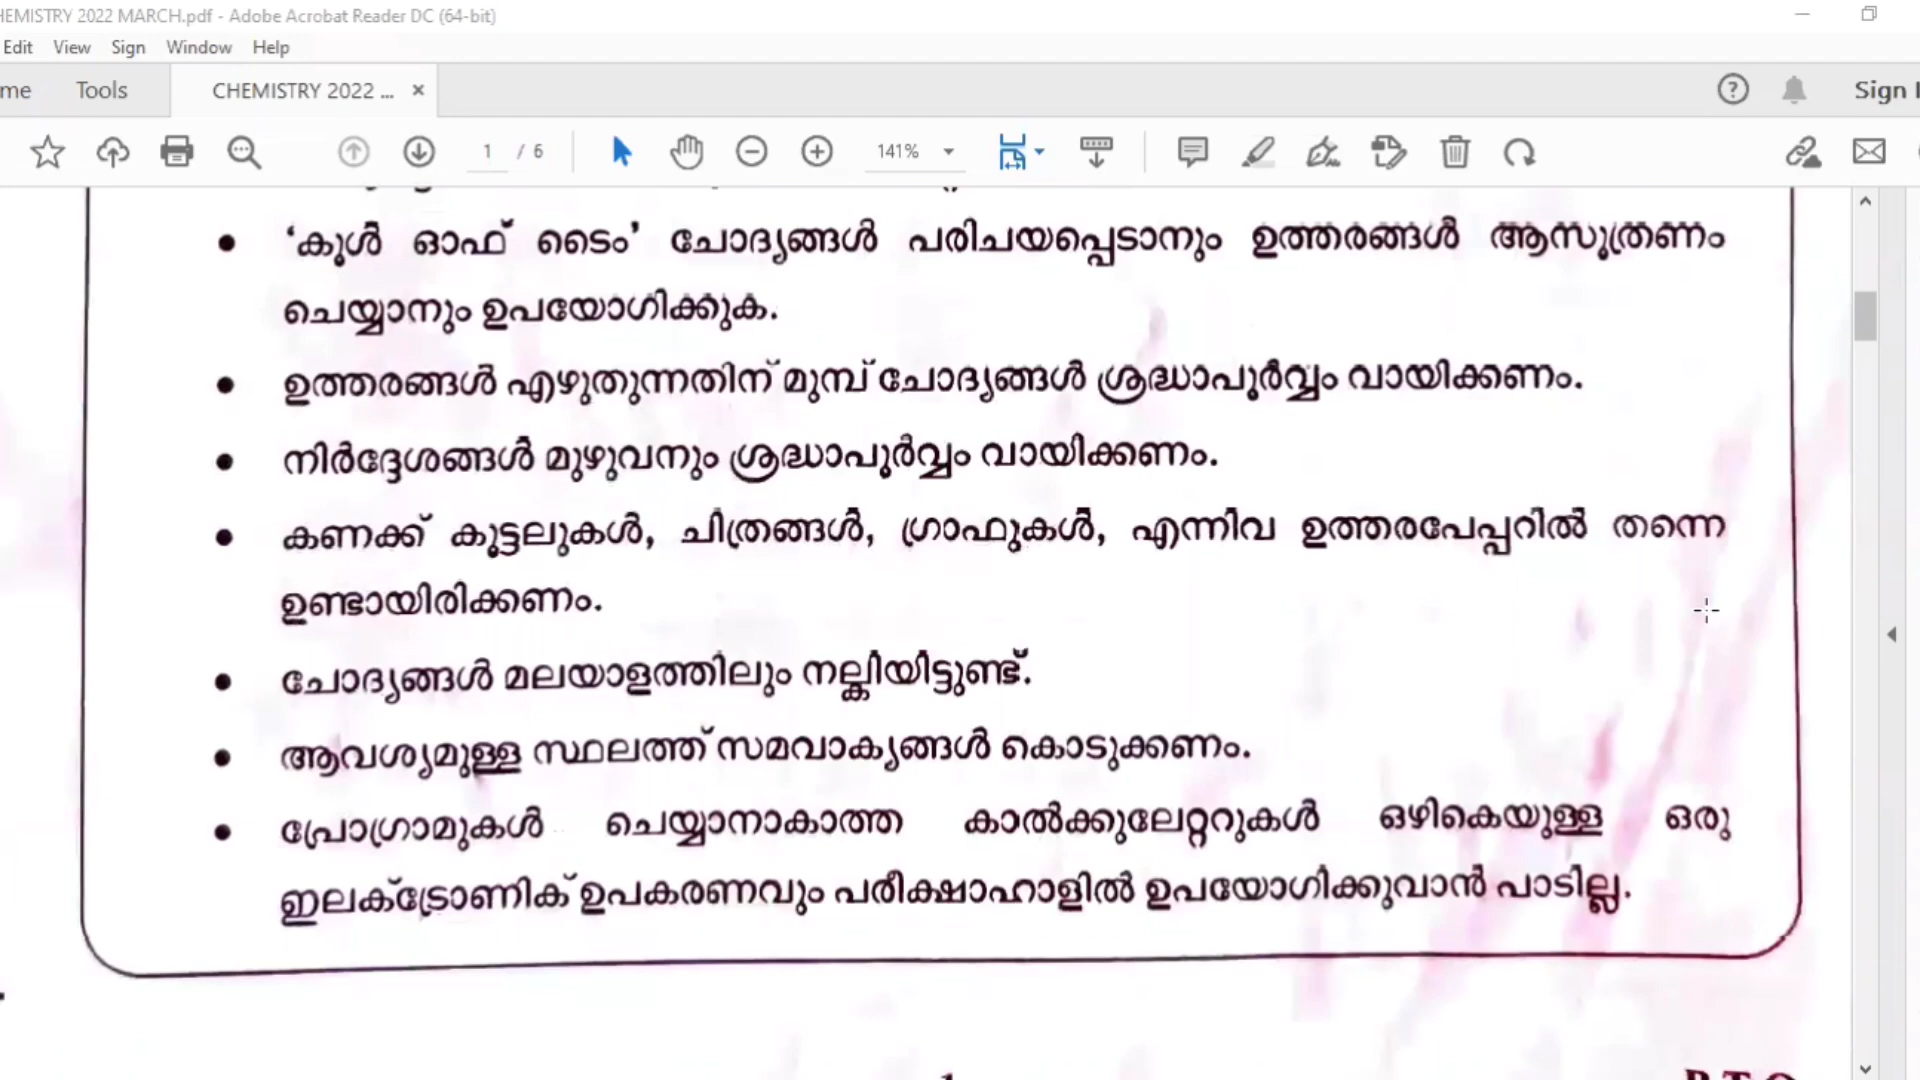 HEMISTRY 2022 MARCH.pdf - Adobe Acrobat Reader DC (64-bit)
Edit View Sign Window Help
me Tools CHEMISTRY 2022 ... × Sign I
1 / 6 141%
• ‘കൂൾ ഓഫ് ടൈം’ ചോദ്യങ്ങൾ പരിചയപ്പെടാനും ഉത്തരങ്ങൾ ആസൂത്രണം
ചെയ്യാനും ഉപയോഗിക്കുക.
• ഉത്തരങ്ങൾ എഴുതുന്നതിന് മുമ്പ് ചോദ്യങ്ങൾ ശ്രദ്ധാപൂർവ്വം വായിക്കണം.
• നിർദ്ദേശങ്ങൾ മുഴുവനും ശ്രദ്ധാപൂർവ്വം വായിക്കണം.
• കണക്ക് കൂട്ടലുകൾ, ചിത്രങ്ങൾ, ഗ്രാഫുകൾ, എന്നിവ ഉത്തരപേപ്പറിൽ തന്നെ
ഉണ്ടായിരിക്കണം.
• ചോദ്യങ്ങൾ മലയാളത്തിലും നല്കിയിട്ടുണ്ട്.
• ആവശ്യമുള്ള സ്ഥലത്ത് സമവാക്യങ്ങൾ കൊടുക്കണം.
• പ്രോഗ്രാമുകൾ ചെയ്യാനാകാത്ത കാൽക്കുലേറ്ററുകൾ ഒഴികെയുള്ള ഒരു
ഇലക്ട്രോണിക് ഉപകരണവും പരീക്ഷാഹാളിൽ ഉപയോഗിക്കുവാൻ പാടില്ല.